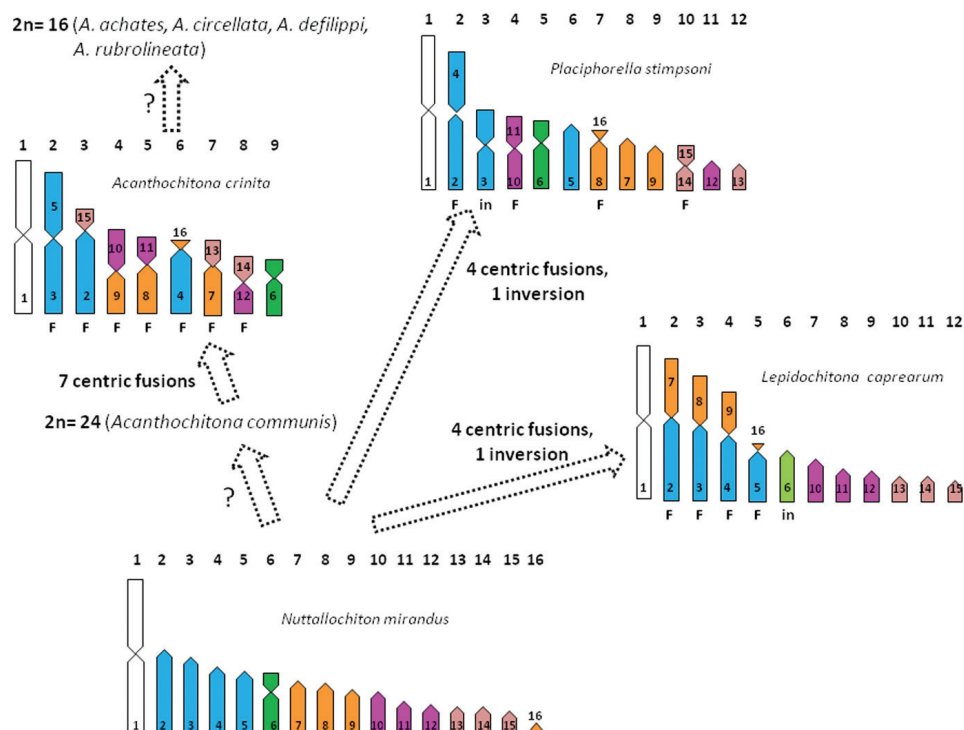 2n= 16 (A. achates, A. circellata, A. defilippi,
A. rubrolineata)
?
1 2 3 4 5 6 7 8 9
Acanthochitona crinita
5
15
16
10 11 13
14
1 3 2 9 8 4 7 12 6
F F F F F F F
7 centric fusions
2n= 24 (Acanthochitona communis)
?
1 2 3 4 5 6 7 8 9 10 11 12
Placiphorella stimpsoni
4
16
11
15
1 2 3 10 6 5 8 7 9 14 12 13
F in F F F
4 centric fusions,
1 inversion
1 2 3 4 5 6 7 8 9 10 11 12
Lepidochitona caprearum
7
8
9
16
1 2 3 4 5 6 10 11 12 13 14 15
F F F F in
4 centric fusions,
1 inversion
1 2 3 4 5 6 7 8 9 10 11 12 13 14 15 16
Nuttallochiton mirandus
16
1 2 3 4 5 6 7 8 9 10 11 12 13 14 15